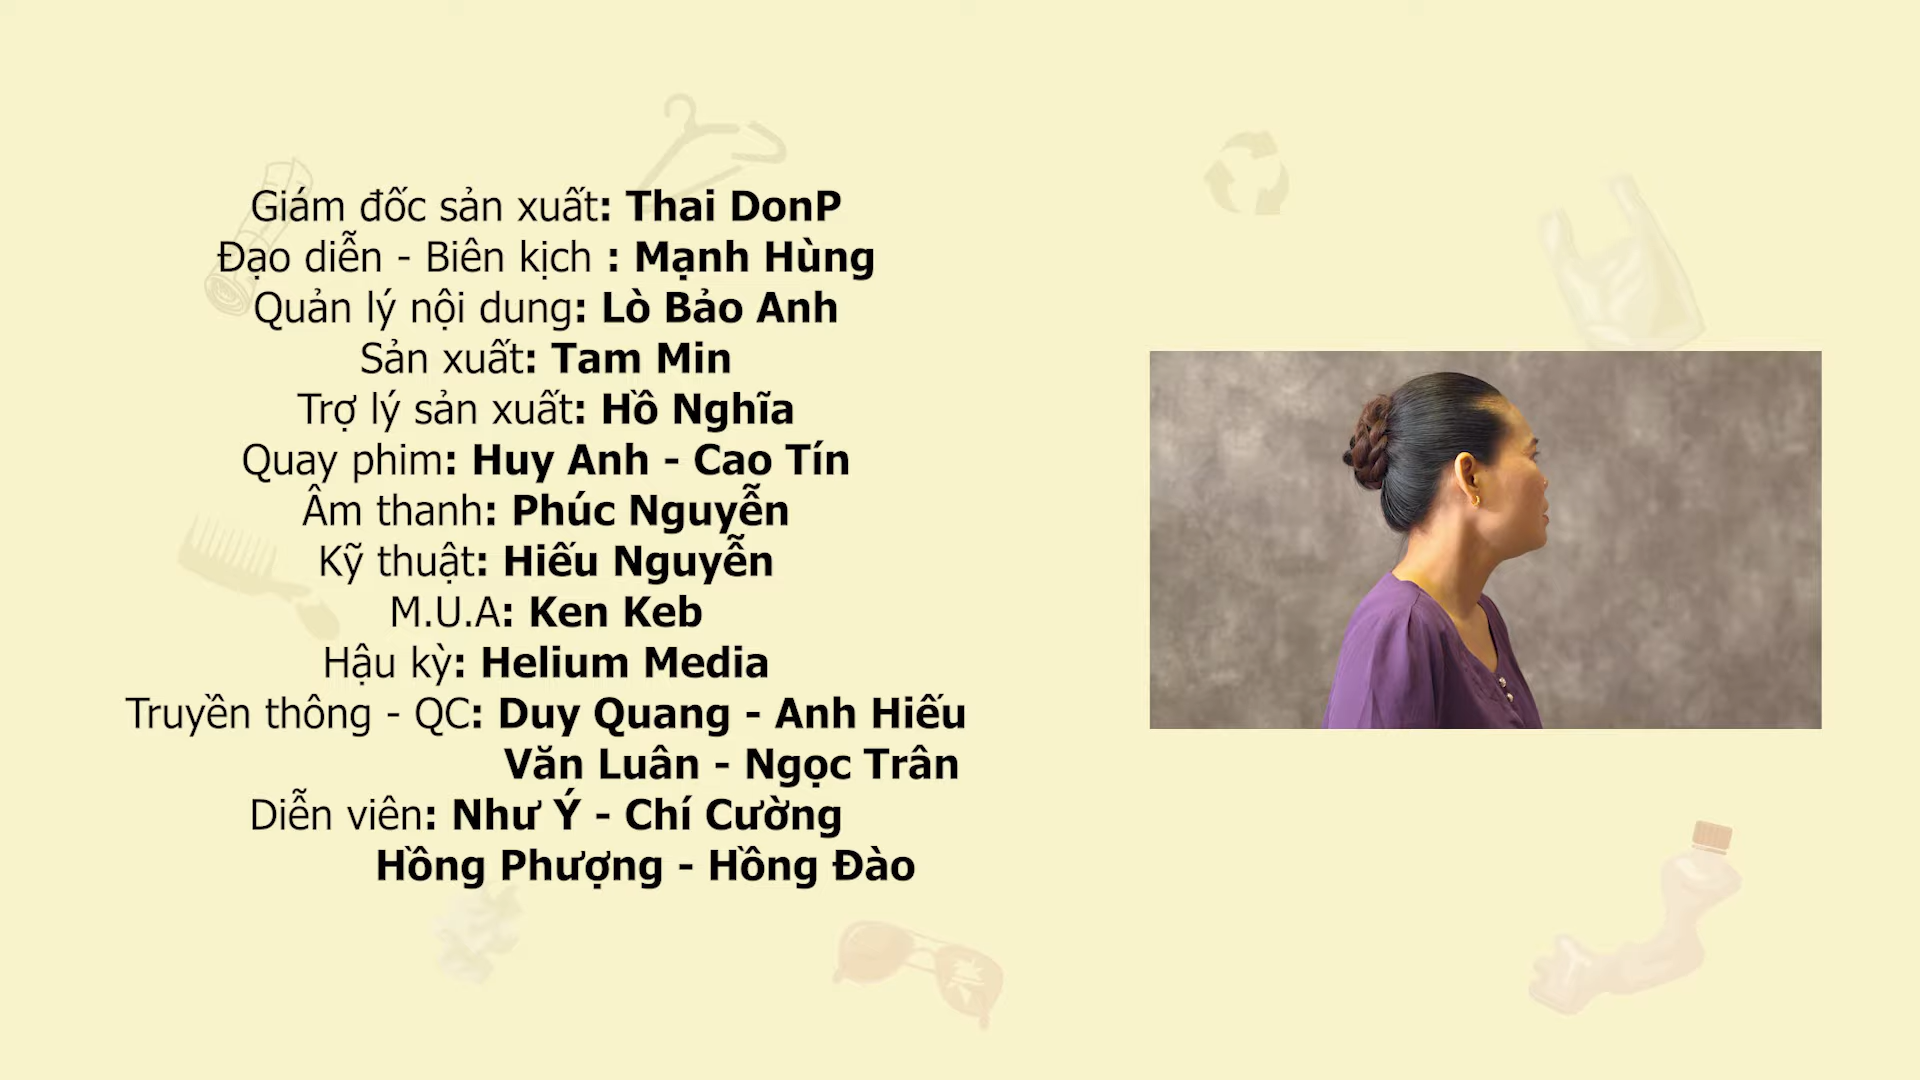 Giám đốc sản xuất: Thai DonP
Đạo diễn - Biên kịch : Mạnh Hùng
Quản lý nội dung: Lò Bảo Anh
Sản xuất: Tam Min
Trợ lý sản xuất: Hồ Nghĩa
Quay phim: Huy Anh - Cao Tín
Âm thanh: Phúc Nguyễn
Kỹ thuật: Hiếu Nguyễn
M.U.A: Ken Keb
Hậu kỳ: Helium Media
Truyền thông - QC: Duy Quang - Anh Hiếu
Văn Luân - Ngọc Trân
Diễn viên: Như Ý - Chí Cường
Hồng Phượng - Hồng Đào